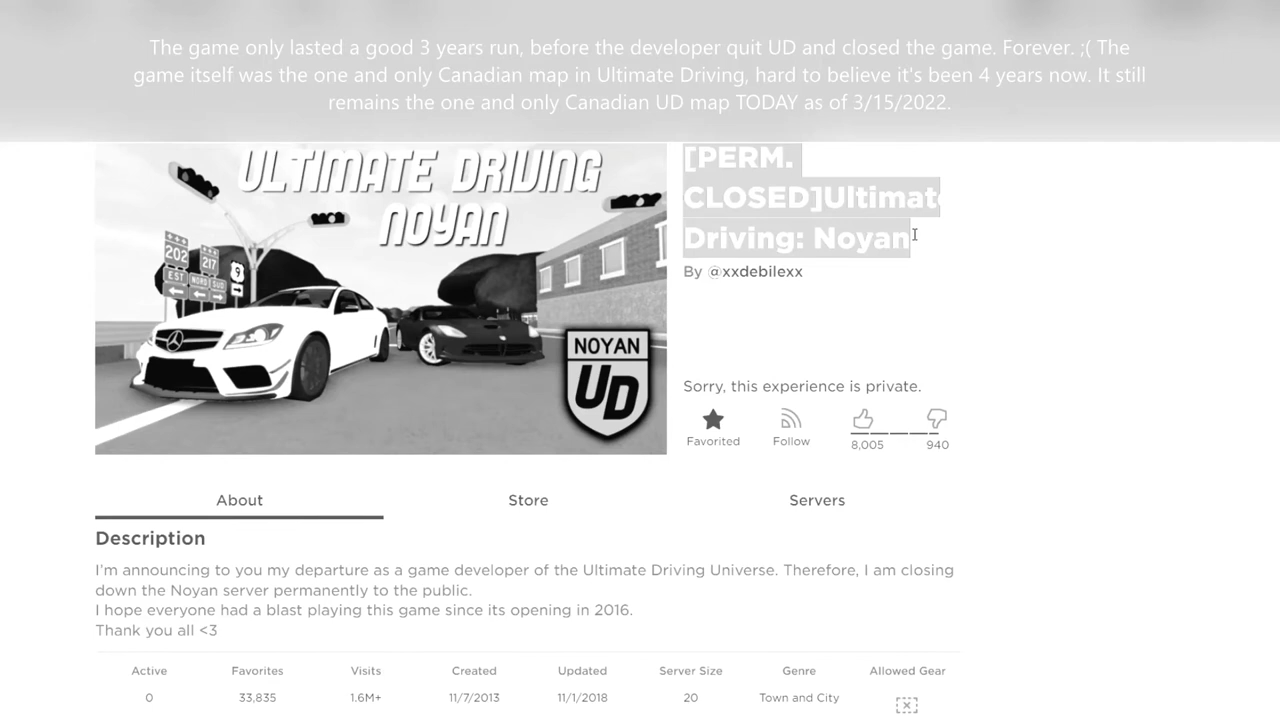 The game only lasted a good 3 years run, before the developer quit UD and closed the game. Forever. ;( The
game itself was the one and only Canadian map in Ultimate Driving, hard to believe it's been 4 years now. It still
remains the one and only Canadian UD map TODAY as of 3/15/2022.
ULTIMATE DRIVING
NOYAN
202
217
9
EST
NORD
SUD
NOYAN
UD
[PERM.
CLOSED]Ultimate
Driving: Noyan
By @xxdebilexx
Sorry, this experience is private.
Favorited
Follow
8,005
940
About
Store
Servers
Description
I'm announcing to you my departure as a game developer of the Ultimate Driving Universe. Therefore, I am closing
down the Noyan server permanently to the public.
I hope everyone had a blast playing this game since its opening in 2016.
Thank you all <3
Active
Favorites
Visits
Created
Updated
Server Size
Genre
Allowed Gear
0
33,835
1.6M+
11/7/2013
11/1/2018
20
Town and City